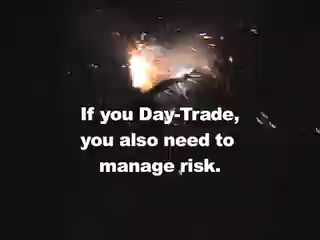 If you Day-Trade,
you also need to
manage risk.